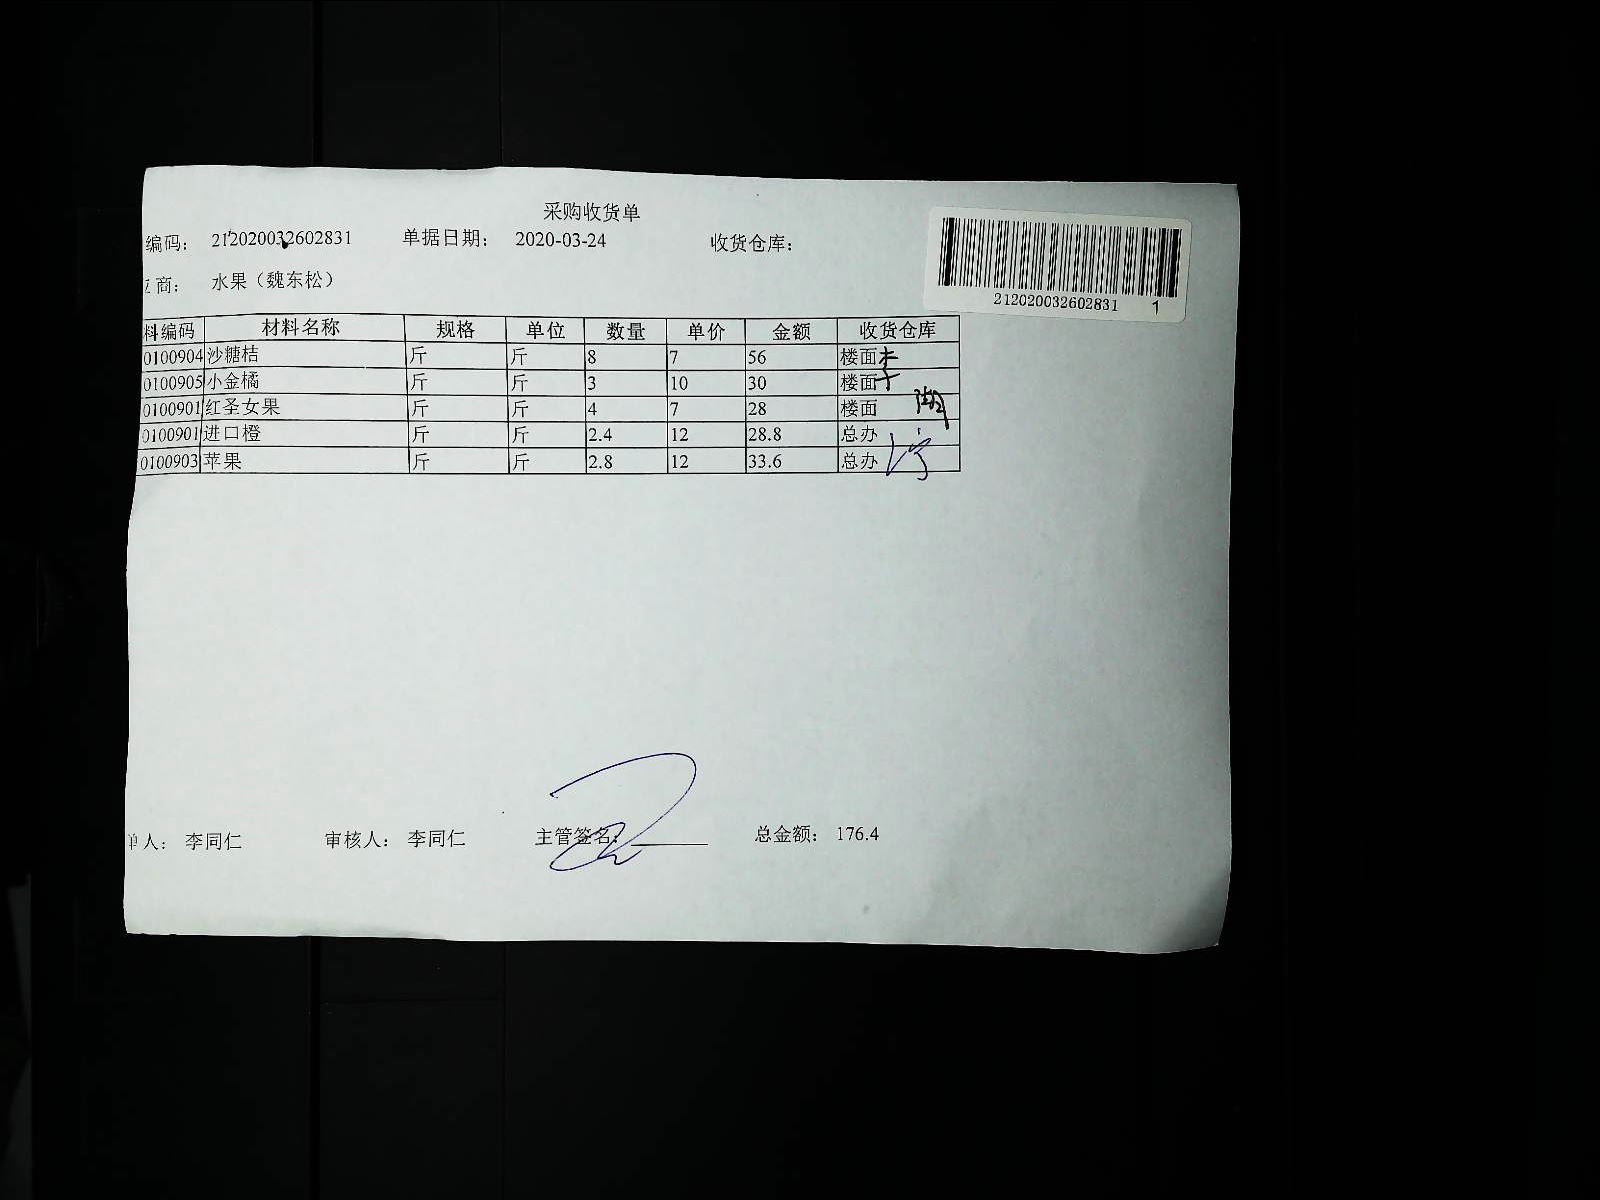 采购收货单
编码： 212020032602831 单据日期： 2020-03-24 收货仓库：
212020032602831 1
商： 水果（魏东松）
料编码 材料名称 规格 单位 数量 单价 金额 收货仓库
0100904 沙糖桔 斤 斤 8 7 56 楼面
0100905 小金橘 斤 斤 3 10 30 楼面
0100901 红圣女果 斤 斤 4 7 28 楼面
0100901 进口橙 斤 斤 2.4 12 28.8 总办
0100903 苹果 斤 斤 2.8 12 33.6 总办
单人： 李同仁 审核人： 李同仁 主管签名： 总金额： 176.4